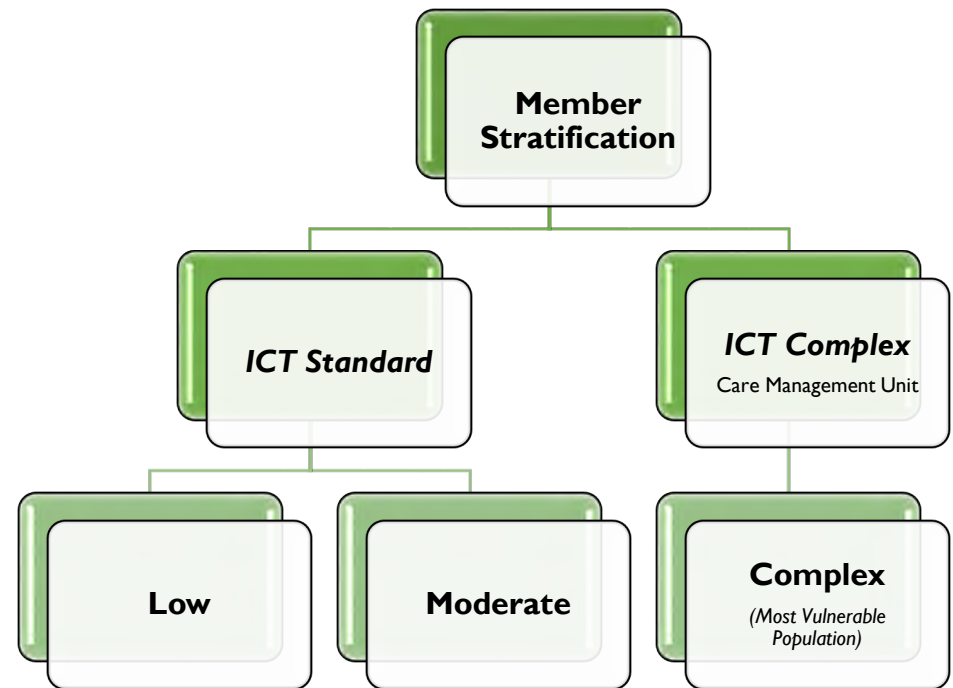 Member
Stratification
ICT Standard
ICT Complex
Care Management Unit
Low
Moderate
Complex
(Most Vulnerable
Population)